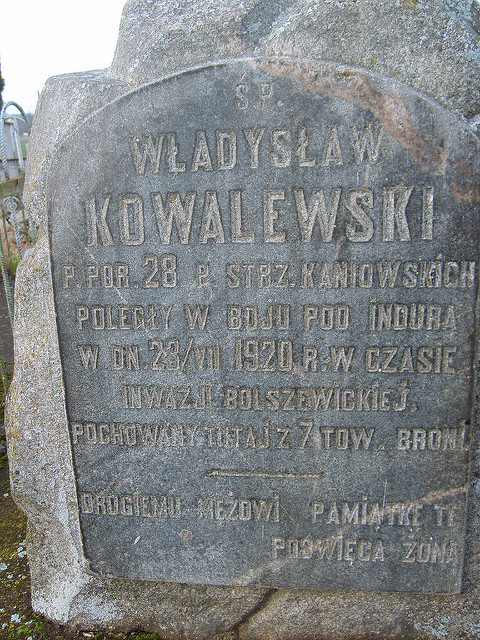 Ś.P.
WŁADYSŁAW
KOWALEWSKI
P.POR. 28 P. STRZ. KANIOWSKICH
POLEGŁY W BOJU POD INDURĄ
W DN. 23/VII 1920 R. W CZASIE
INWAZJI BOLSZEWICKIEJ.
POCHOWANY TUTAJ Z 7 TOW. BRONI.
DROGIEMU MĘŻOWI PAMIĄTKĘ TĘ
POŚWIĘCA ŻONA